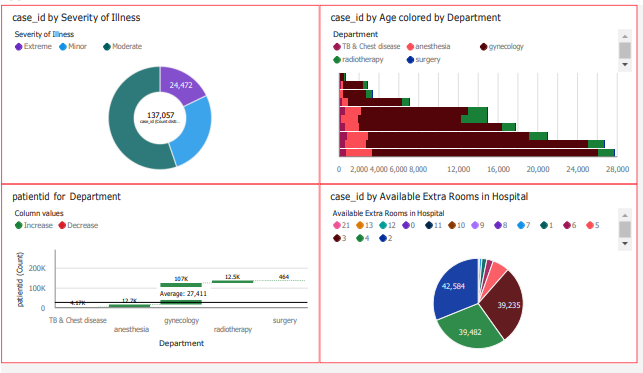 case_id by Severity of Illness
Severity of Illness
Extreme Minor Moderate
24,472
137,057
case_id by Age colored by Department
Department
TB & Chest disease anesthesia gynecology
radiotherapy surgery
0 2,000 4,000 6,000 8,000 12,000 16,000 20,000 24,000 28,000
patientid for Department
Column values
Increase Decrease
patientid (Count)
200K
100K
0
4.17K 12.7K 107K 12.5K 464
Average: 27,411
TB & Chest disease gynecology surgery
anesthesia radiotherapy
Department
case_id by Available Extra Rooms in Hospital
Available Extra Rooms in Hospital
21 13 12 0 11 10 9 8 7 1 6 5
3 4 2
42,584
39,235
39,482